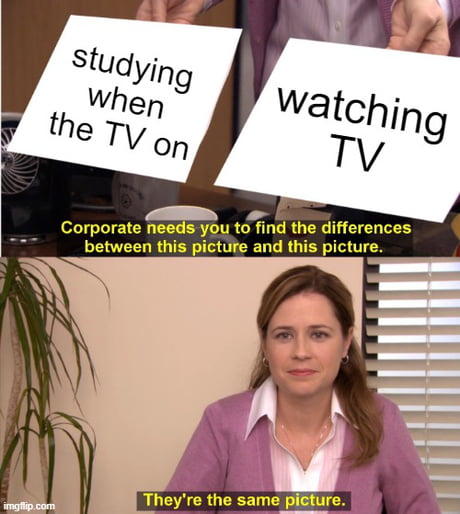 studying
when
the TV on
watching
TV
Corporate needs you to find the differences
between this picture and this picture.
They're the same picture.
imgflip.com